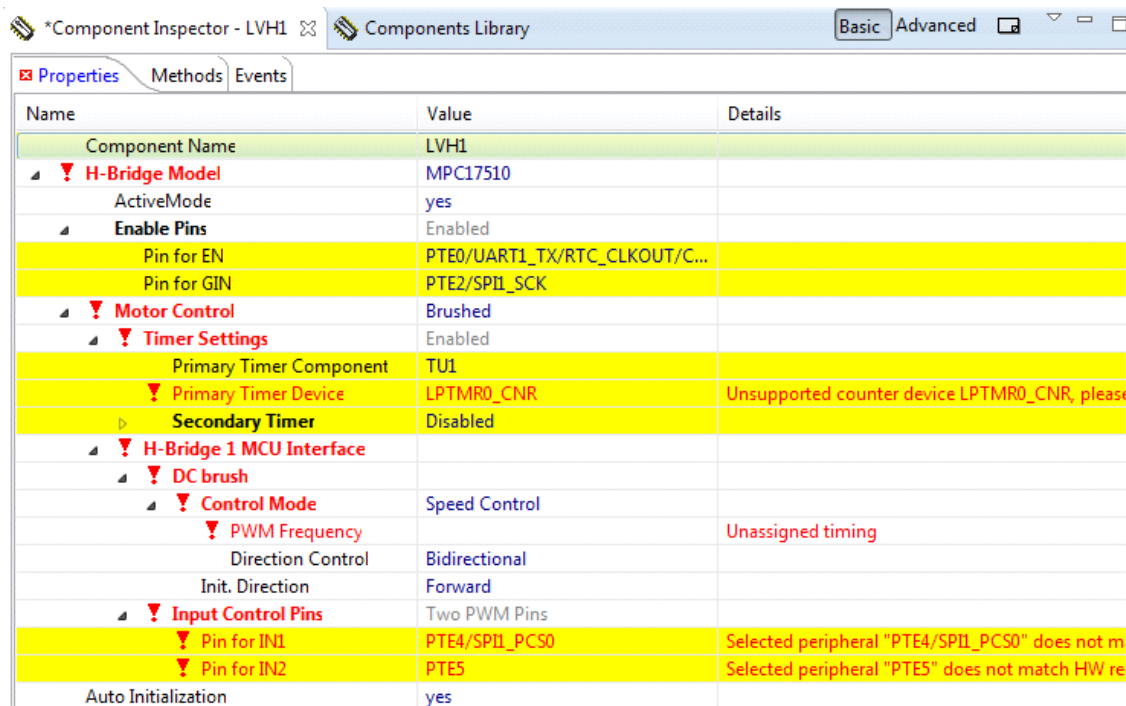 *Component Inspector - LVH1 Components Library Basic Advanced
Properties Methods Events
Name Value Details
Component Name LVH1
H-Bridge Model MPC17510
ActiveMode yes
Enable Pins Enabled
Pin for EN PTE0/UART1_TX/RTC_CLKOUT/C...
Pin for GIN PTE2/SPI1_SCK
Motor Control Brushed
Timer Settings Enabled
Primary Timer Component TU1
Primary Timer Device LPTMR0_CNR Unsupported counter device LPTMR0_CNR, please
Secondary Timer Disabled
H-Bridge 1 MCU Interface
DC brush
Control Mode Speed Control
PWM Frequency Unassigned timing
Direction Control Bidirectional
Init. Direction Forward
Input Control Pins Two PWM Pins
Pin for IN1 PTE4/SPI1_PCS0 Selected peripheral "PTE4/SPI1_PCS0" does not m
Pin for IN2 PTE5 Selected peripheral "PTE5" does not match HW re
Auto Initialization yes